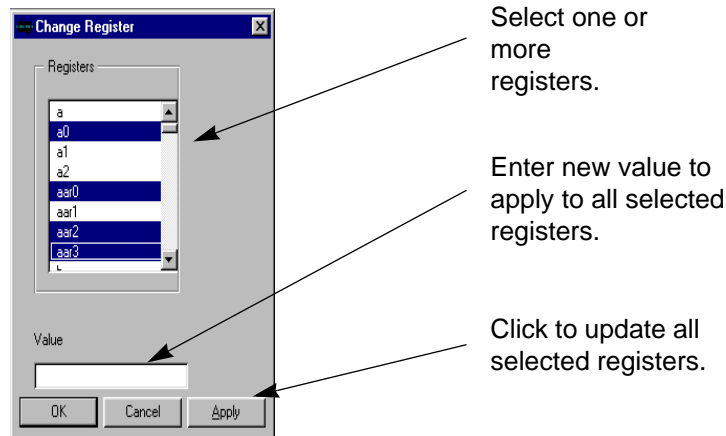 Change Register
Registers
a
a0
a1
a2
aar0
aar1
aar2
aar3
Value
OK
Cancel
Apply
Select one or
more
registers.
Enter new value to
apply to all selected
registers.
Click to update all
selected registers.